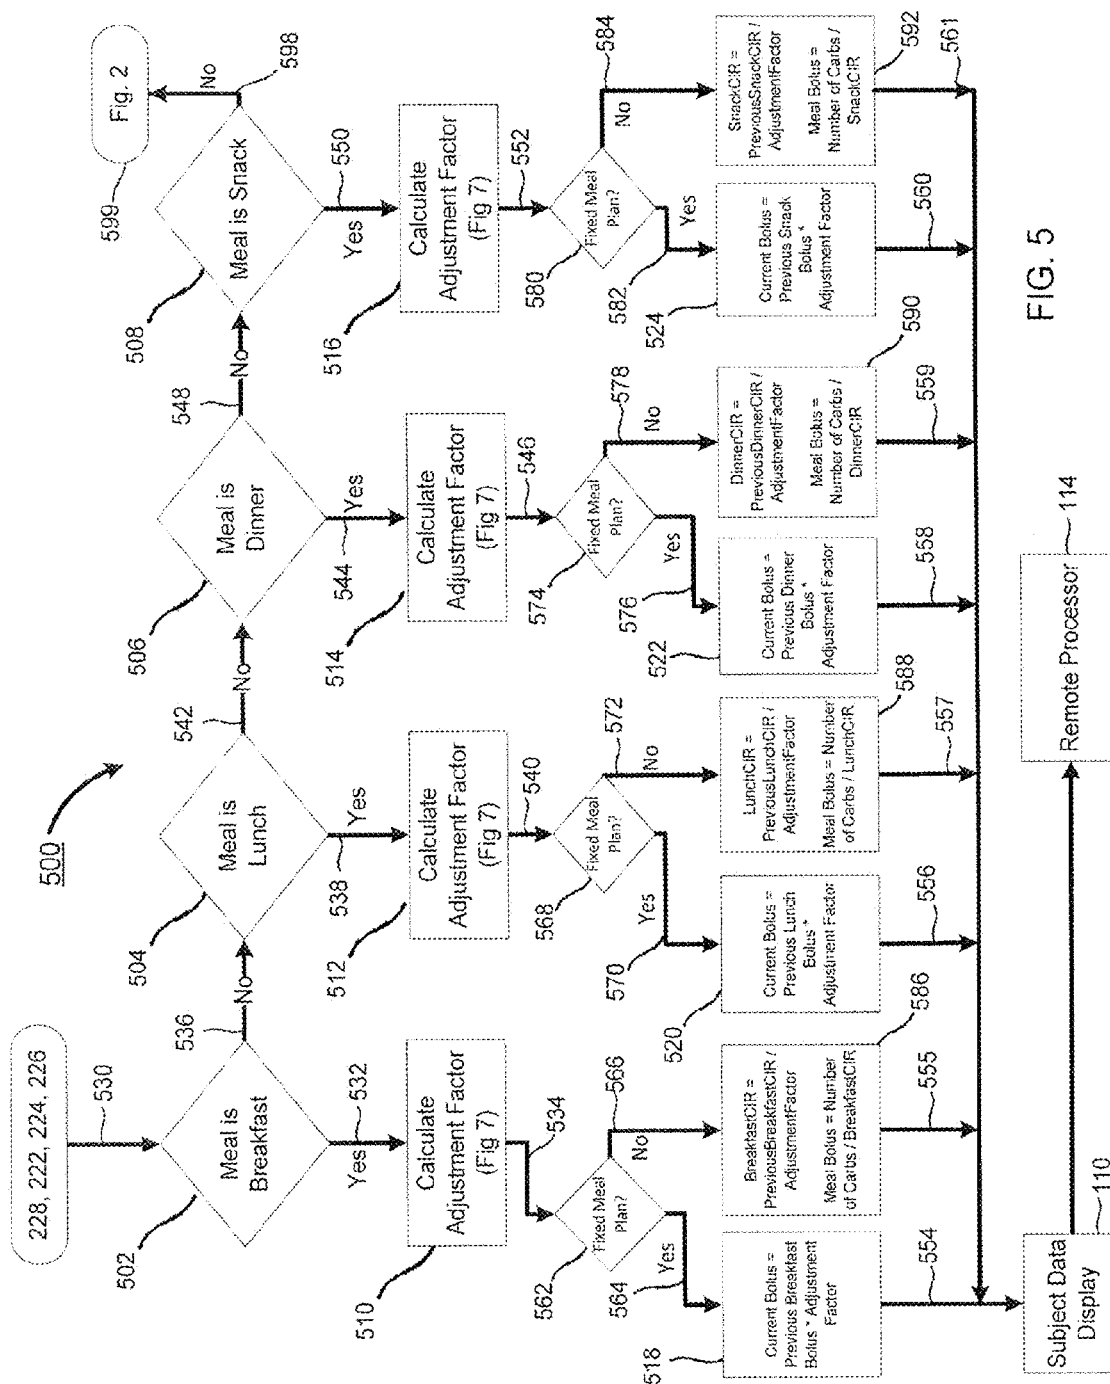 500
228, 222, 224, 226
530
502
Meal is
Breakfast
536
No
504
Meal is
Lunch
542
No
506
Meal is
Dinner
548
No
508
Meal is Snack
No
598
Fig. 2
599
532
Yes
538
Yes
544
Yes
550
Yes
510
Calculate
Adjustment Factor
(Fig 7)
534
512
Calculate
Adjustment Factor
(Fig 7)
540
514
Calculate
Adjustment Factor
(Fig 7)
546
516
Calculate
Adjustment Factor
(Fig 7)
552
562
Fixed Meal
Plan?
564
Yes
566
No
568
Fixed Meal
Plan?
570
Yes
572
No
574
Fixed Meal
Plan?
576
Yes
578
No
580
Fixed Meal
Plan?
582
Yes
584
No
518
Current Bolus =
Previous Breakfast
Bolus * Adjustment
Factor
BreakfastCIR =
PreviousBreakfastCIR /
AdjustmentFactor
Meal Bolus = Number
of Carbs / BreakfastCIR
586
520
Current Bolus =
Previous Lunch
Bolus *
Adjustment Factor
LunchCIR =
PreviousLunchCIR /
AdjustmentFactor
Meal Bolus = Number
of Carbs / LunchCIR
588
522
Current Bolus =
Previous Dinner
Bolus *
Adjustment Factor
DinnerCIR =
PreviousDinnerCIR /
AdjustmentFactor
Meal Bolus =
Number of Carbs /
DinnerCIR
590
524
Current Bolus =
Previous Smack
Bolus *
Adjustment Factor
SnackCIR =
PreviousSnackCIR /
AdjustmentFactor
Meal Bolus =
Number of Carbs /
SnackCIR
592
554
555
556
557
558
559
560
561
Subject Data
Display
110
Remote Processor
114
FIG. 5